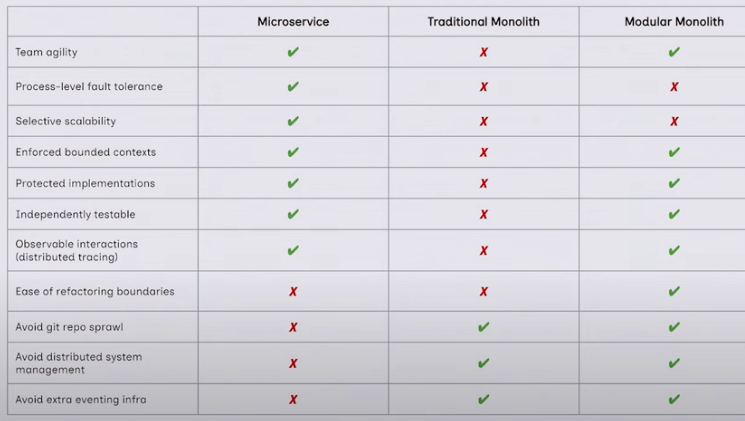 Microservice Traditional Monolith Modular Monolith
Team agility ✔ ✗ ✔
Process-level fault tolerance ✔ ✗ ✗
Selective scalability ✔ ✗ ✗
Enforced bounded contexts ✔ ✗ ✔
Protected implementations ✔ ✗ ✔
Independently testable ✔ ✗ ✔
Observable interactions
(distributed tracing) ✔ ✗ ✔
Ease of refactoring boundaries ✗ ✗ ✔
Avoid git repo sprawl ✗ ✔ ✔
Avoid distributed system
management ✗ ✔ ✔
Avoid extra eventing infra ✗ ✔ ✔